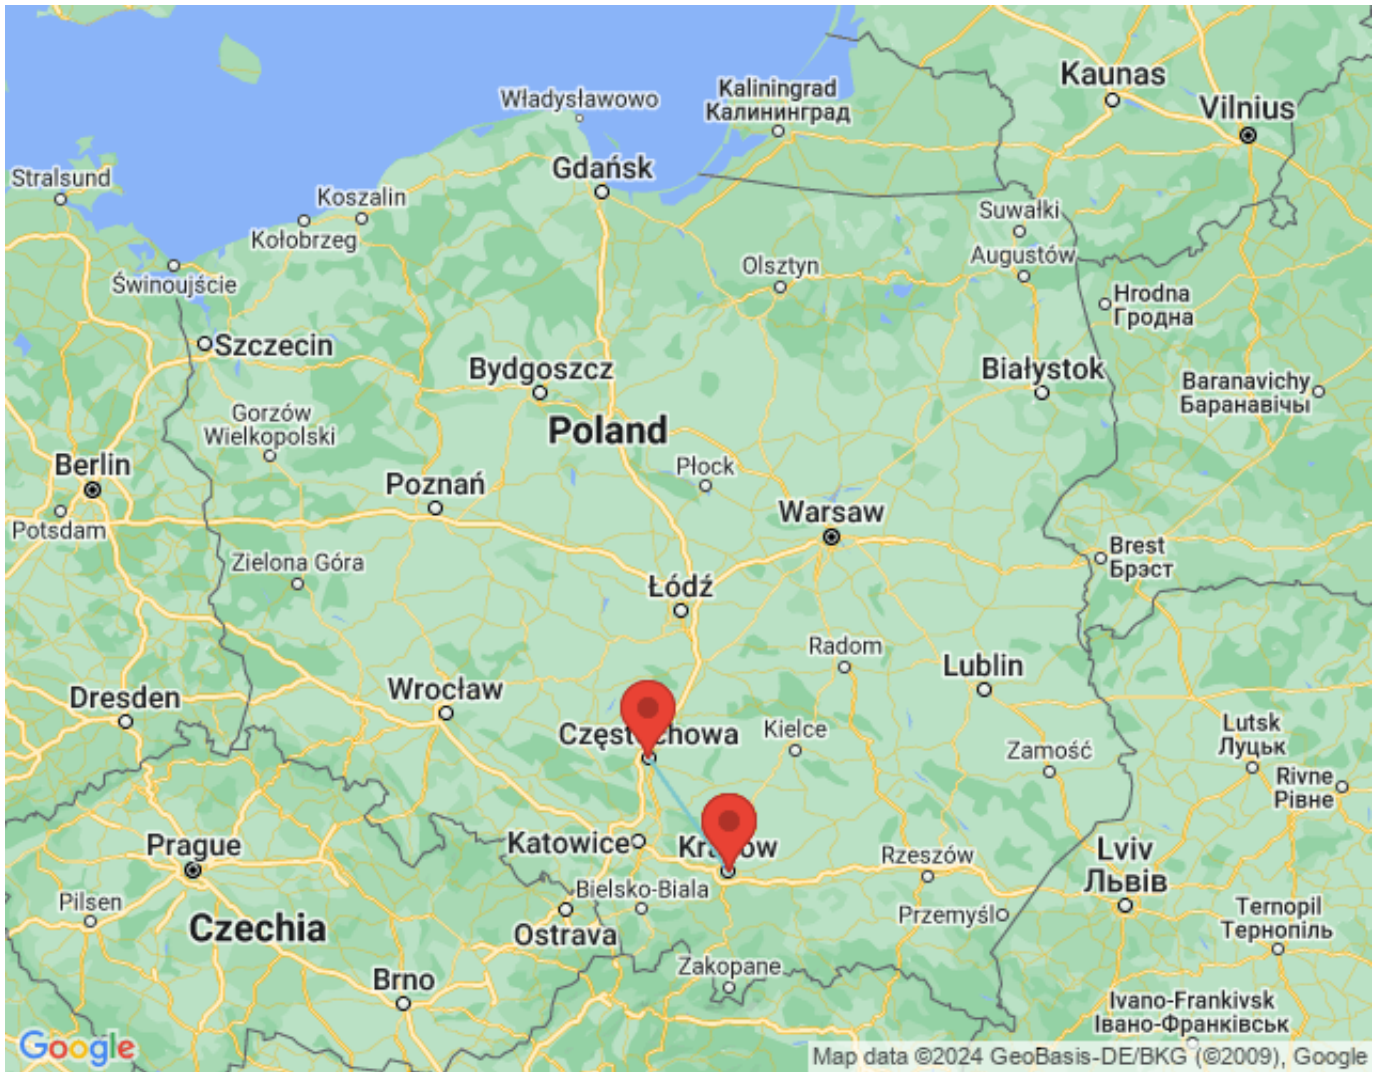 Kaunas
Kaliningrad
Калининград
Władysławowo
Vilnius
Gdańsk
Stralsund
Koszalin
Kołobrzeg
Suwałki
Augustów
Olsztyn
Świnoujście
Hrodna
Гродна
Szczecin
Bydgoszcz
Białystok
Baranavichy
Баранавічы
Gorzów
Wielkopolski
Poland
Berlin
Płock
Poznań
Warsaw
Potsdam
Brest
Брэст
Zielona Góra
Łódź
Radom
Lublin
Wrocław
Dresden
Lutsk
Луцьк
Kielce
Zamość
Rivne
Рівне
Prague
Katowice
Rzeszów
Lviv
Львів
Pilsen
Bielsko-Biala
Przemyśl
Ternopil
Тернопіль
Czechia
Ostrava
Zakopane
Brno
Ivano-Frankivsk
Івано-Франківськ
Google
Map data ©2024 GeoBasis-DE/BKG (©2009), Google